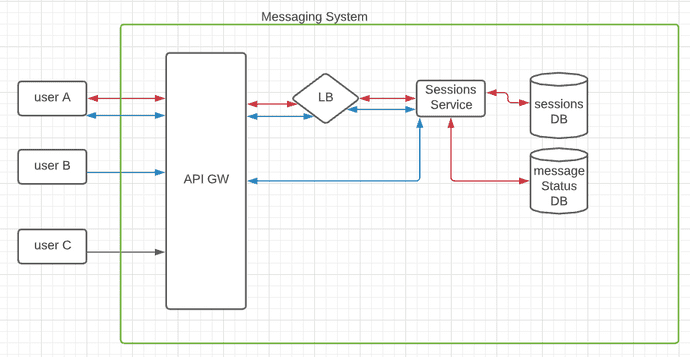 Messaging System
user A
user B
user C
API GW
LB
Sessions
Service
sessions
DB
message
Status
DB